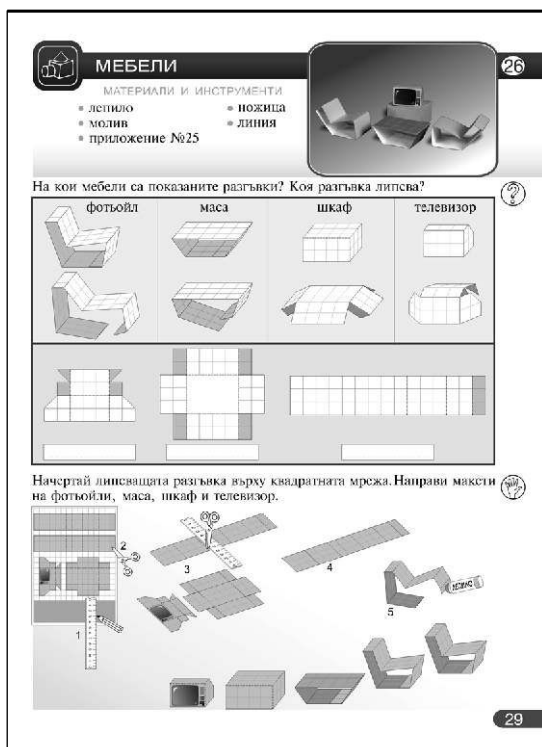 МЕБЕЛИ
26
МАТЕРИАЛИ И ИНСТРУМЕНТИ
• лепило
• молив
• приложение №25
• ножица
• линия
На кои мебели са показаните разгъвки? Коя разгъвка липсва?
?
фотьойл маса шкаф телевизор
Начертай липсващата разгъвка върху квадратната мрежа. Направи макети
на фотьойли, маса, шкаф и телевизор.
2
3
4
1
5
29